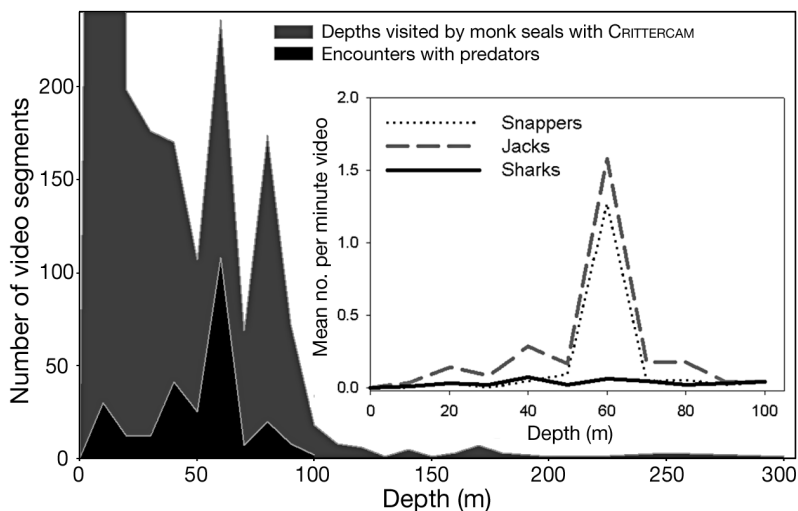 Depths visited by monk seals with CRITTERCAM
Encounters with predators
Number of video segments
200
150
100
50
0
0 50 100 150 200 250 300
Depth (m)
Snappers
Jacks
Sharks
Mean no. per minute video
2.0
1.5
1.0
0.5
0.0
0 20 40 60 80 100
Depth (m)